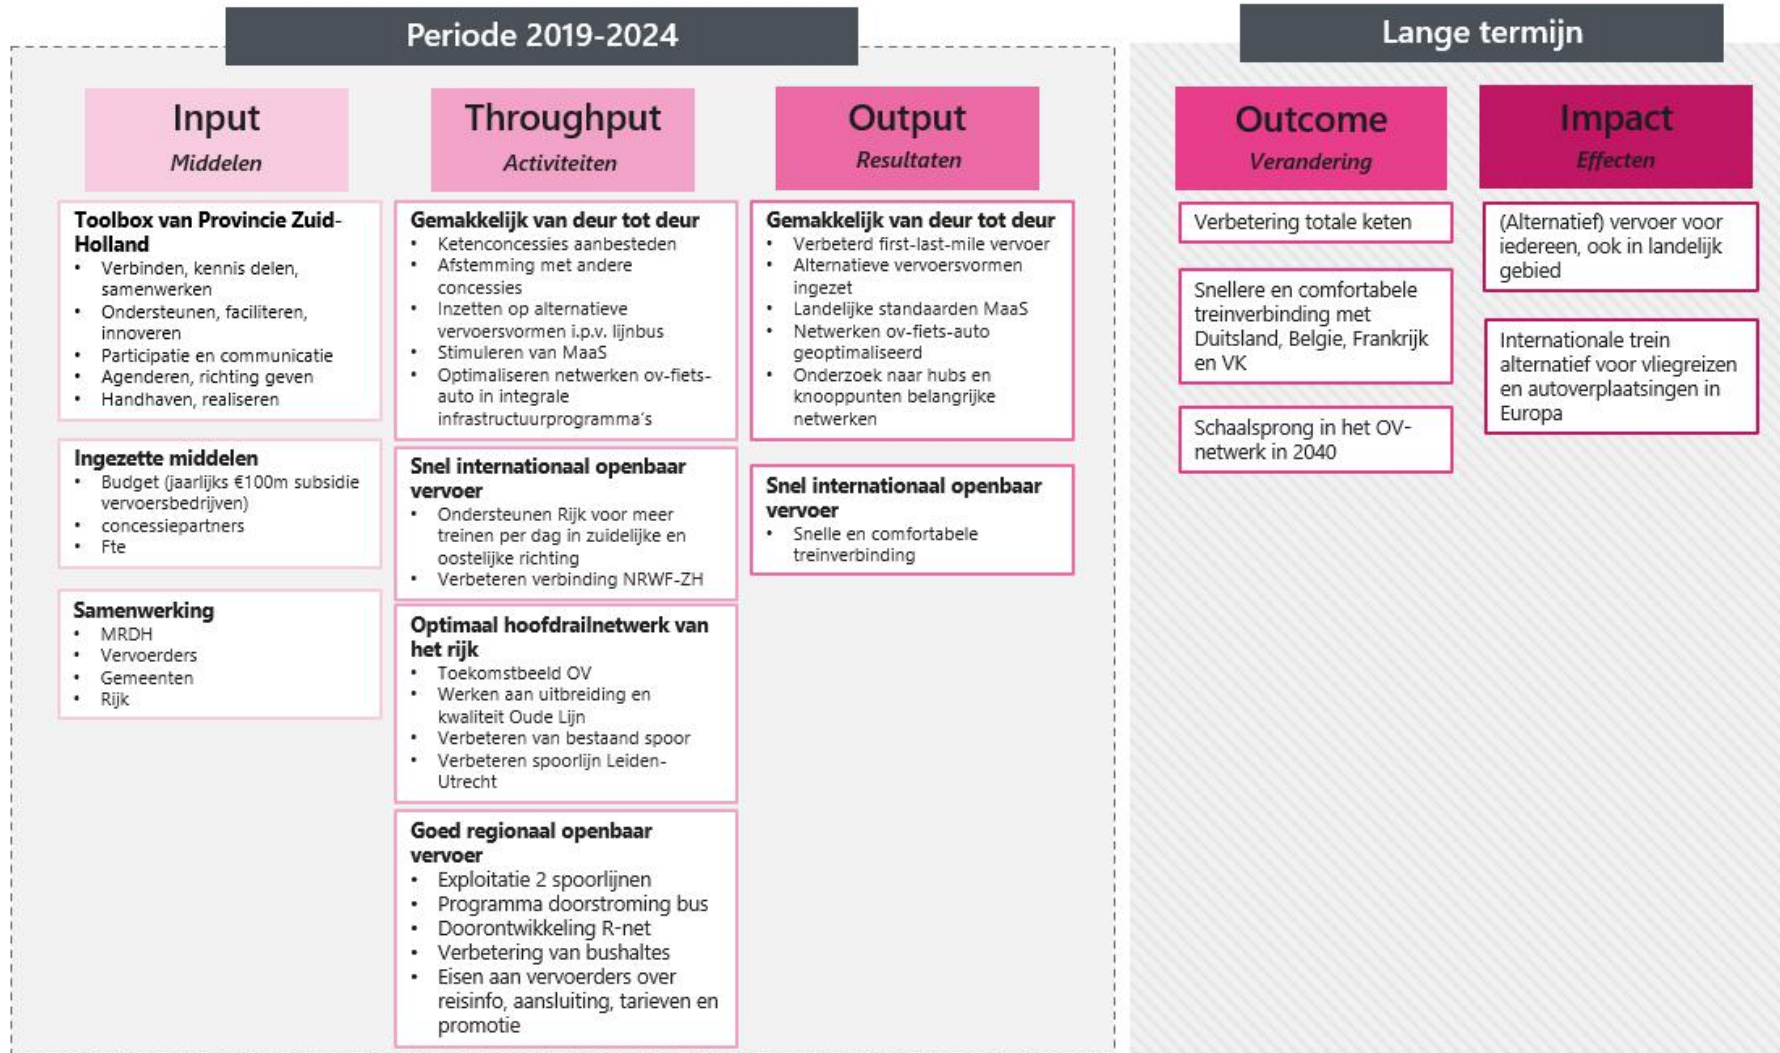 Periode 2019-2024
Lange termijn
Input
Middelen
Toolbox van Provincie Zuid-
Holland
• Verbinden, kennis delen,
samenwerken
• Ondersteunen, faciliteren,
innoveren
• Participatie en communicatie
• Agenderen, richting geven
• Handhaven, realiseren
Ingezette middelen
• Budget (jaarlijks €100m subsidie
vervoersbedrijven)
• concessiepartners
• Fte
Samenwerking
• MRDH
• Vervoerders
• Gemeenten
• Rijk
Throughput
Activiteiten
Gemakkelijk van deur tot deur
• Ketenconcessies aanbesteden
• Afstemming met andere
concessies
• Inzetten op alternatieve
vervoersvormen i.p.v. lijnbus
• Stimuleren van MaaS
• Optimaliseren netwerken ov-fiets-
auto in integrale
infrastructuurprogramma's
Snel internationaal openbaar
vervoer
• Ondersteunen Rijk voor meer
treinen per dag in zuidelijke en
oostelijke richting
• Verbeteren verbinding NRWF-ZH
Optimaal hoofdrailnetwerk van
het rijk
• Toekomstbeeld OV
• Werken aan uitbreiding en
kwaliteit Oude Lijn
• Verbeteren van bestaand spoor
• Verbeteren spoorlijn Leiden-
Utrecht
Goed regionaal openbaar
vervoer
• Exploitatie 2 spoorlijnen
• Programma doorstroming bus
• Doorontwikkeling R-net
• Verbetering van bushaltes
• Eisen aan vervoerders over
reisinfo, aansluiting, tarieven en
promotie
Output
Resultaten
Gemakkelijk van deur tot deur
• Verbeterd first-last-mile vervoer
• Alternatieve vervoersvormen
ingezet
• Landelijke standaarden MaaS
• Netwerken ov-fiets-auto
geoptimaliseerd
• Onderzoek naar hubs en
knooppunten belangrijke
netwerken
Snel internationaal openbaar
vervoer
• Snelle en comfortabele
treinverbinding
Outcome
Verandering
Verbetering totale keten
Snellere en comfortabele
treinverbinding met
Duitsland, Belgie, Frankrijk
en VK
Schaalsprong in het OV-
netwerk in 2040
Impact
Effecten
(Alternatief) vervoer voor
iedereen, ook in landelijk
gebied
Internationale trein
alternatief voor vliegreizen
en autoverplaatsingen in
Europa